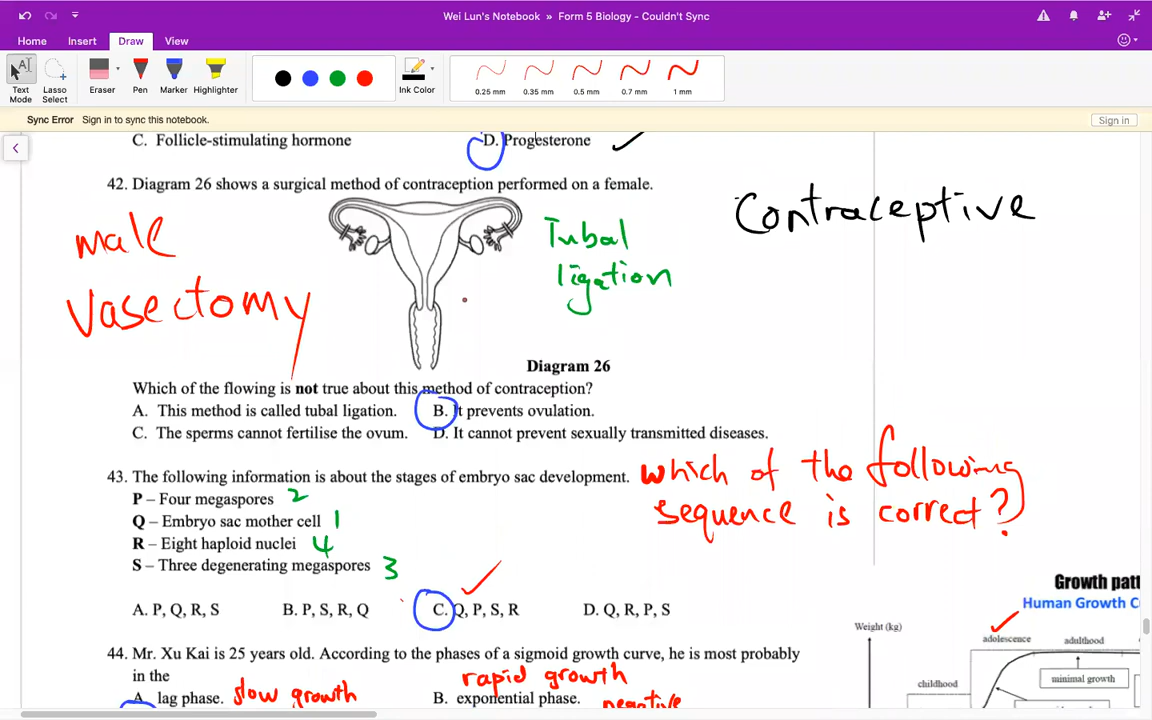 Wei Lun's Notebook » Form 5 Biology - Couldn't Sync
Home Insert Draw View
Text Mode
Lasso Select
Eraser
Pen
Marker
Highlighter
Ink Color
0.25 mm 0.35 mm 0.5 mm 0.7 mm 1 mm
Sync Error Sign in to sync this notebook. Sign in
C. Follicle-stimulating hormone D. Progesterone
42. Diagram 26 shows a surgical method of contraception performed on a female.
Contraceptive
male
Vasectomy
Tubal
ligation
Diagram 26
Which of the flowing is not true about this method of contraception?
A. This method is called tubal ligation. B. It prevents ovulation.
C. The sperms cannot fertilise the ovum. D. It cannot prevent sexually transmitted diseases.
43. The following information is about the stages of embryo sac development.
which of the following
sequence is correct?
P – Four megaspores 2
Q – Embryo sac mother cell 1
R – Eight haploid nuclei 4
S – Three degenerating megaspores 3
A. P, Q, R, S B. P, S, R, Q C. Q, P, S, R D. Q, R, P, S
Human Growth C
Weight (kg)
adolescence adulthood
minimal growth
childhood
44. Mr. Xu Kai is 25 years old. According to the phases of a sigmoid growth curve, he is most probably
in the
rapid growth
A. lag phase. slow growth B. exponential phase. negative